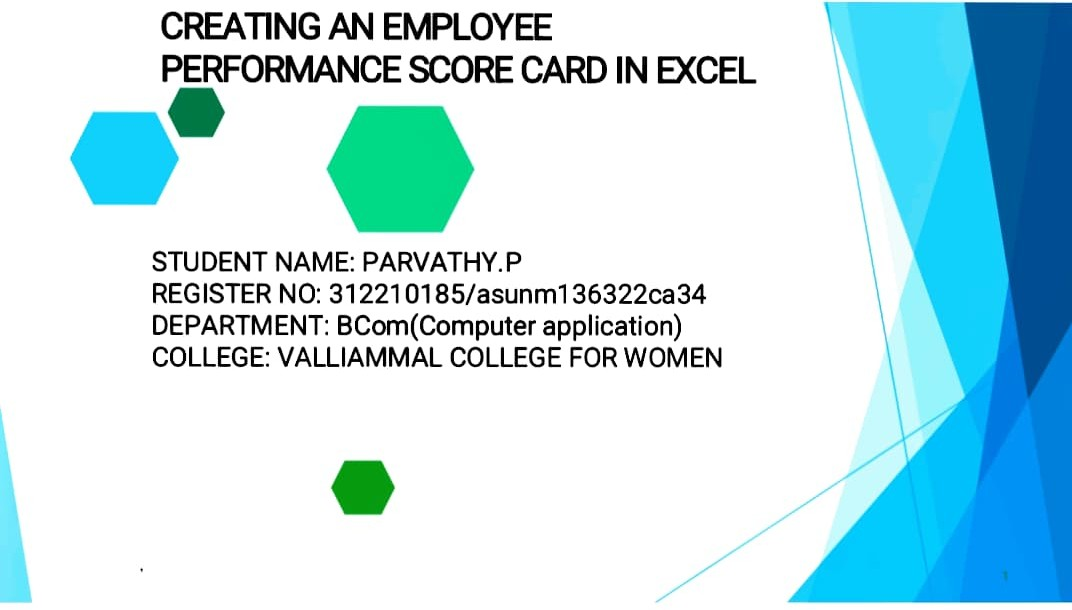 CREATING AN EMPLOYEE
PERFORMANCE SCORE CARD IN EXCEL
STUDENT NAME: PARVATHY.P
REGISTER NO: 312210185/asunm136322ca34
DEPARTMENT: BCom(Computer application)
COLLEGE: VALLIAMMAL COLLEGE FOR WOMEN
.
1